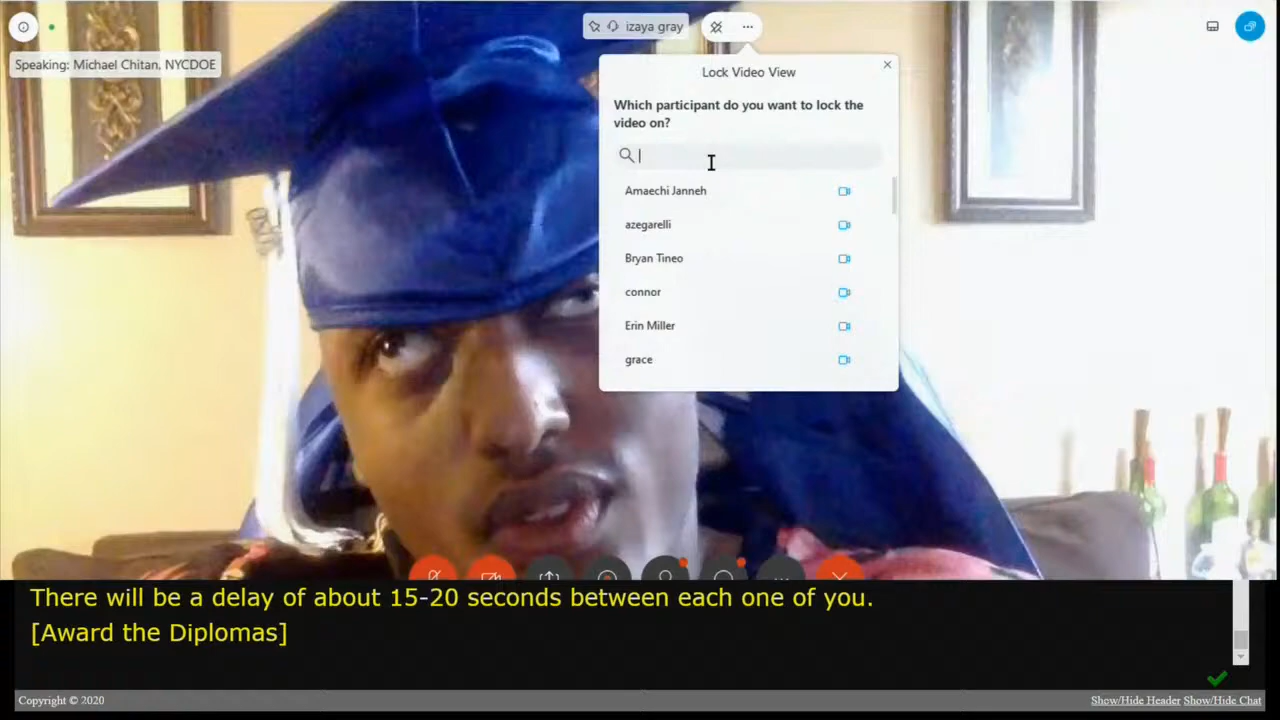 izaya gray
Speaking: Michael Chitan, NYCDOE
Lock Video View
Which participant do you want to lock the
video on?
Amaechi Janneh
azegarelli
Bryan Tineo
connor
Erin Miller
grace
There will be a delay of about 15-20 seconds between each one of you.
[Award the Diplomas]
Copyright © 2020
Show/Hide Header Show/Hide Chat